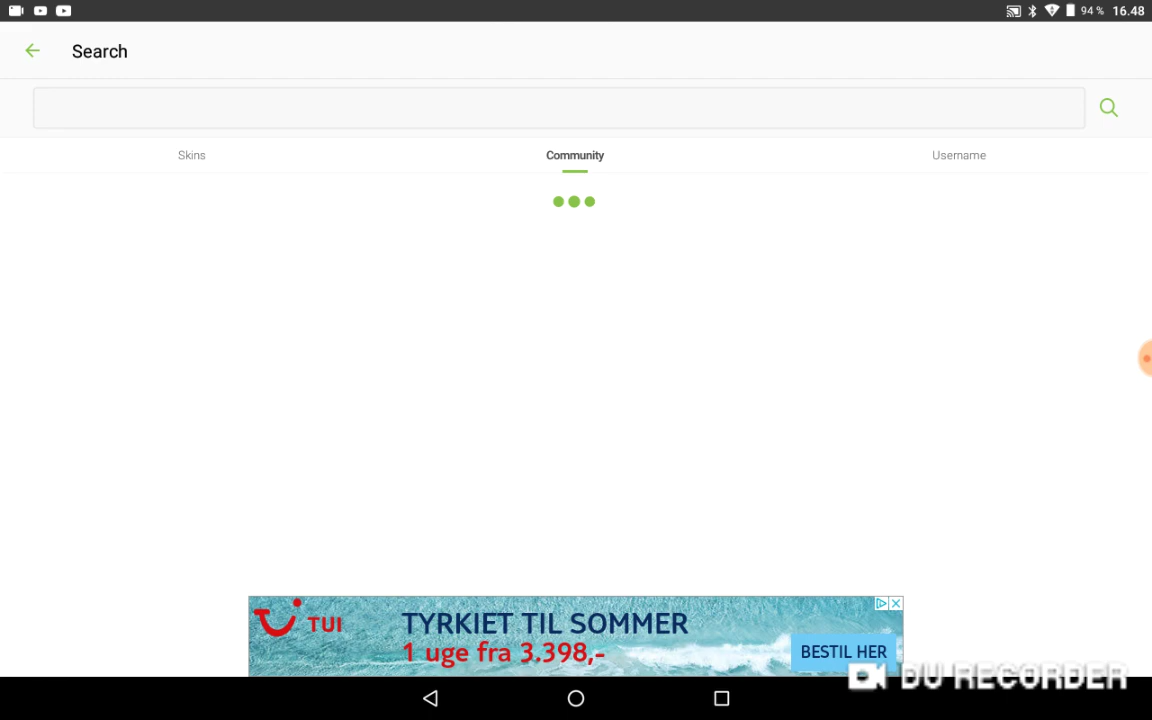 94 % 16.48
Search
Skins
Community
Username
TUI
TYRKIET TIL SOMMER
1 uge fra 3.398,-
BESTIL HER
DU RECORDER